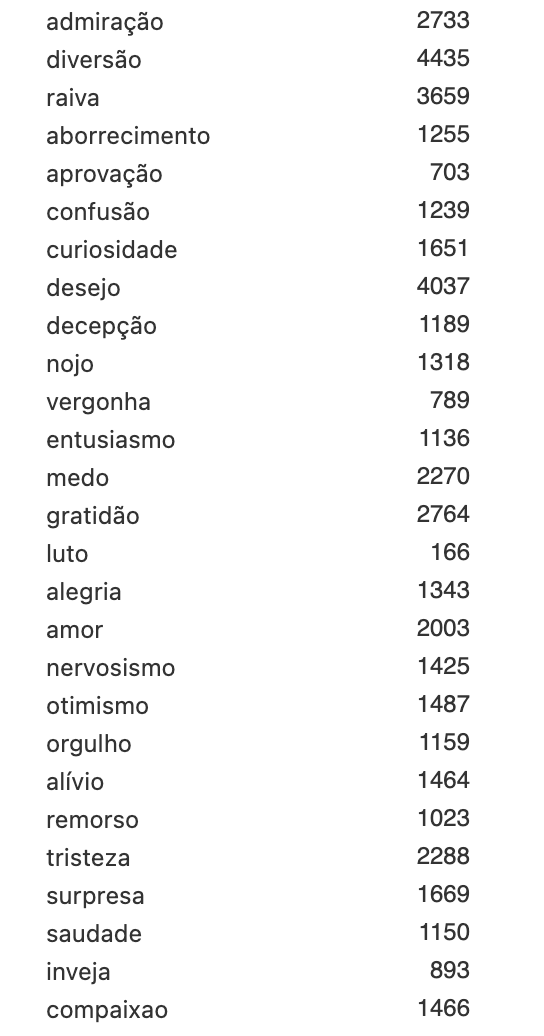 admiração 2733
diversão 4435
raiva 3659
aborrecimento 1255
aprovação 703
confusão 1239
curiosidade 1651
desejo 4037
decepção 1189
nojo 1318
vergonha 789
entusiasmo 1136
medo 2270
gratidão 2764
luto 166
alegria 1343
amor 2003
nervosismo 1425
otimismo 1487
orgulho 1159
alívio 1464
remorso 1023
tristeza 2288
surpresa 1669
saudade 1150
inveja 893
compaixao 1466